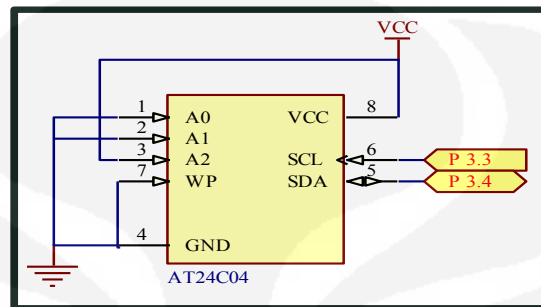 VCC
1 A0 VCC 8
2 A1
3 A2 SCL 6 P 3.3
7 WP SDA 5 P 3.4
4 GND
AT24C04